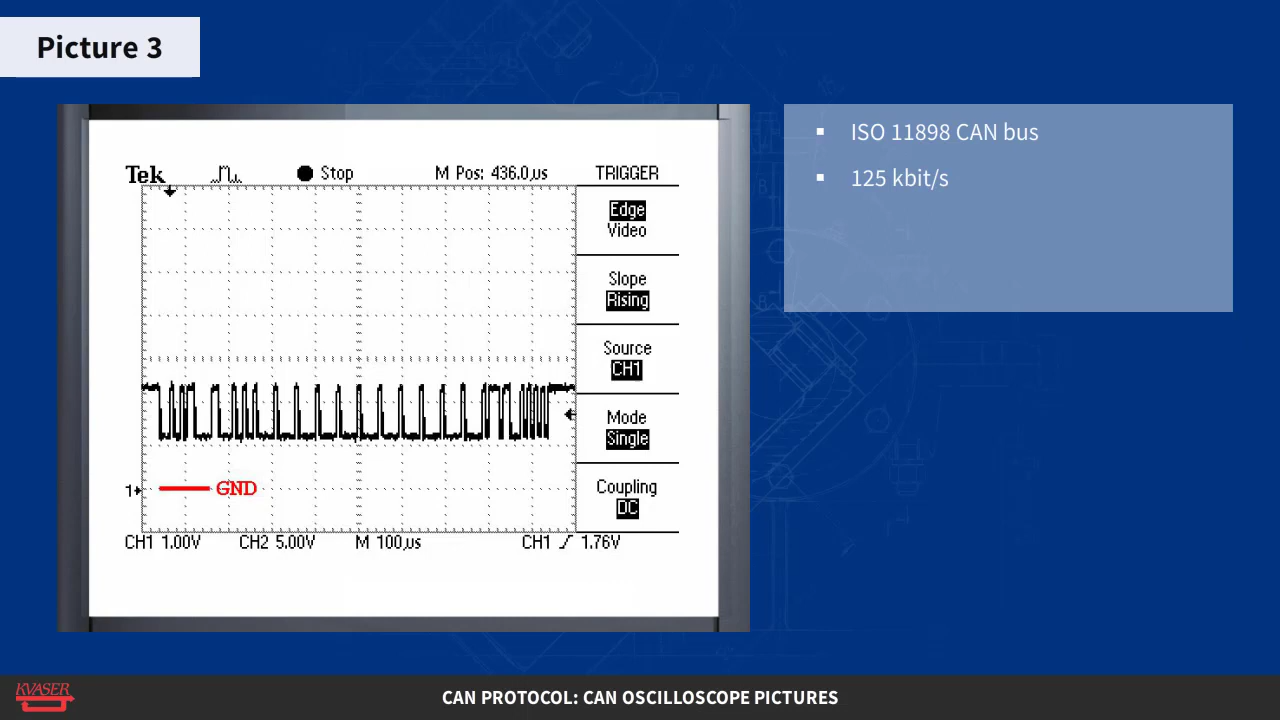 Picture 3
Tek Stop M Pos: 436.0µs TRIGGER
Edge
Video
Slope
Rising
Source
CH1
Mode
Single
Coupling
DC
1
GND
CH1 1.00V CH2 5.00V M 100µs CH1 1.76V
ISO 11898 CAN bus
125 kbit/s
KVASER
CAN PROTOCOL: CAN OSCILLOSCOPE PICTURES